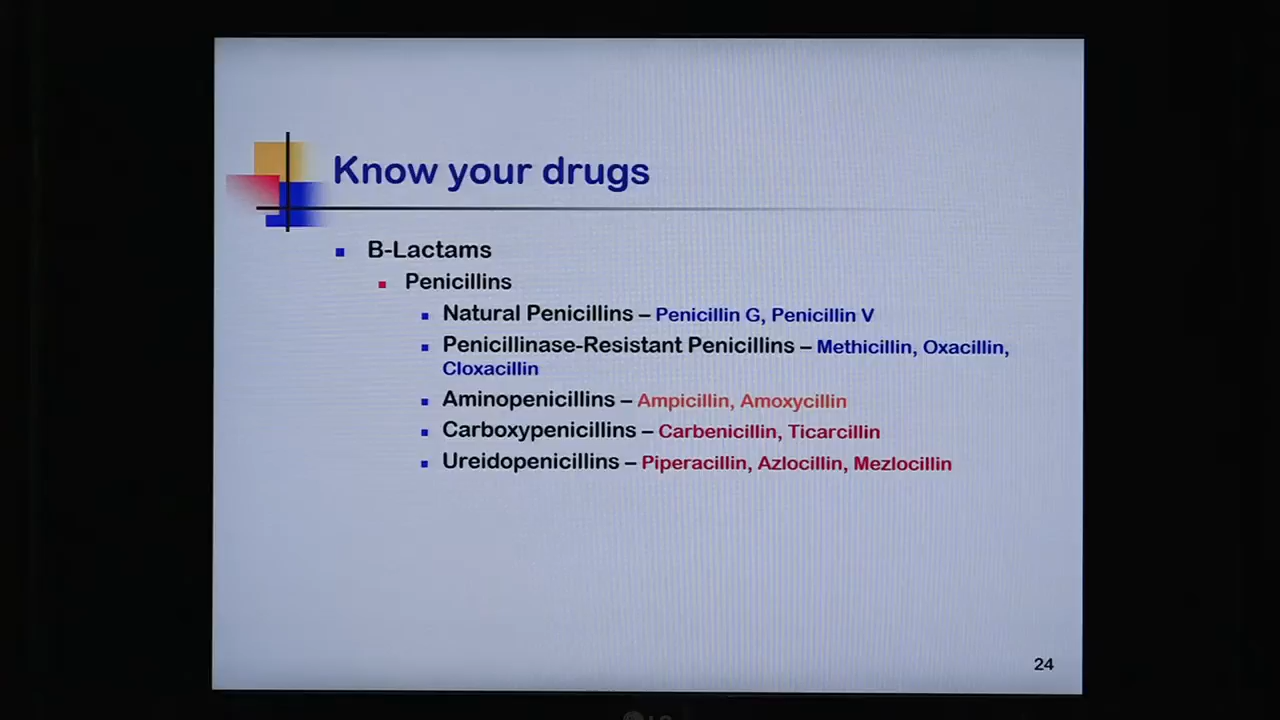 Know your drugs
B-Lactams
Penicillins
Natural Penicillins – Penicillin G, Penicillin V
Penicillinase-Resistant Penicillins – Methicillin, Oxacillin,
Cloxacillin
Aminopenicillins – Ampicillin, Amoxycillin
Carboxypenicillins – Carbenicillin, Ticarcillin
Ureidopenicillins – Piperacillin, Azlocillin, Mezlocillin
24
LG